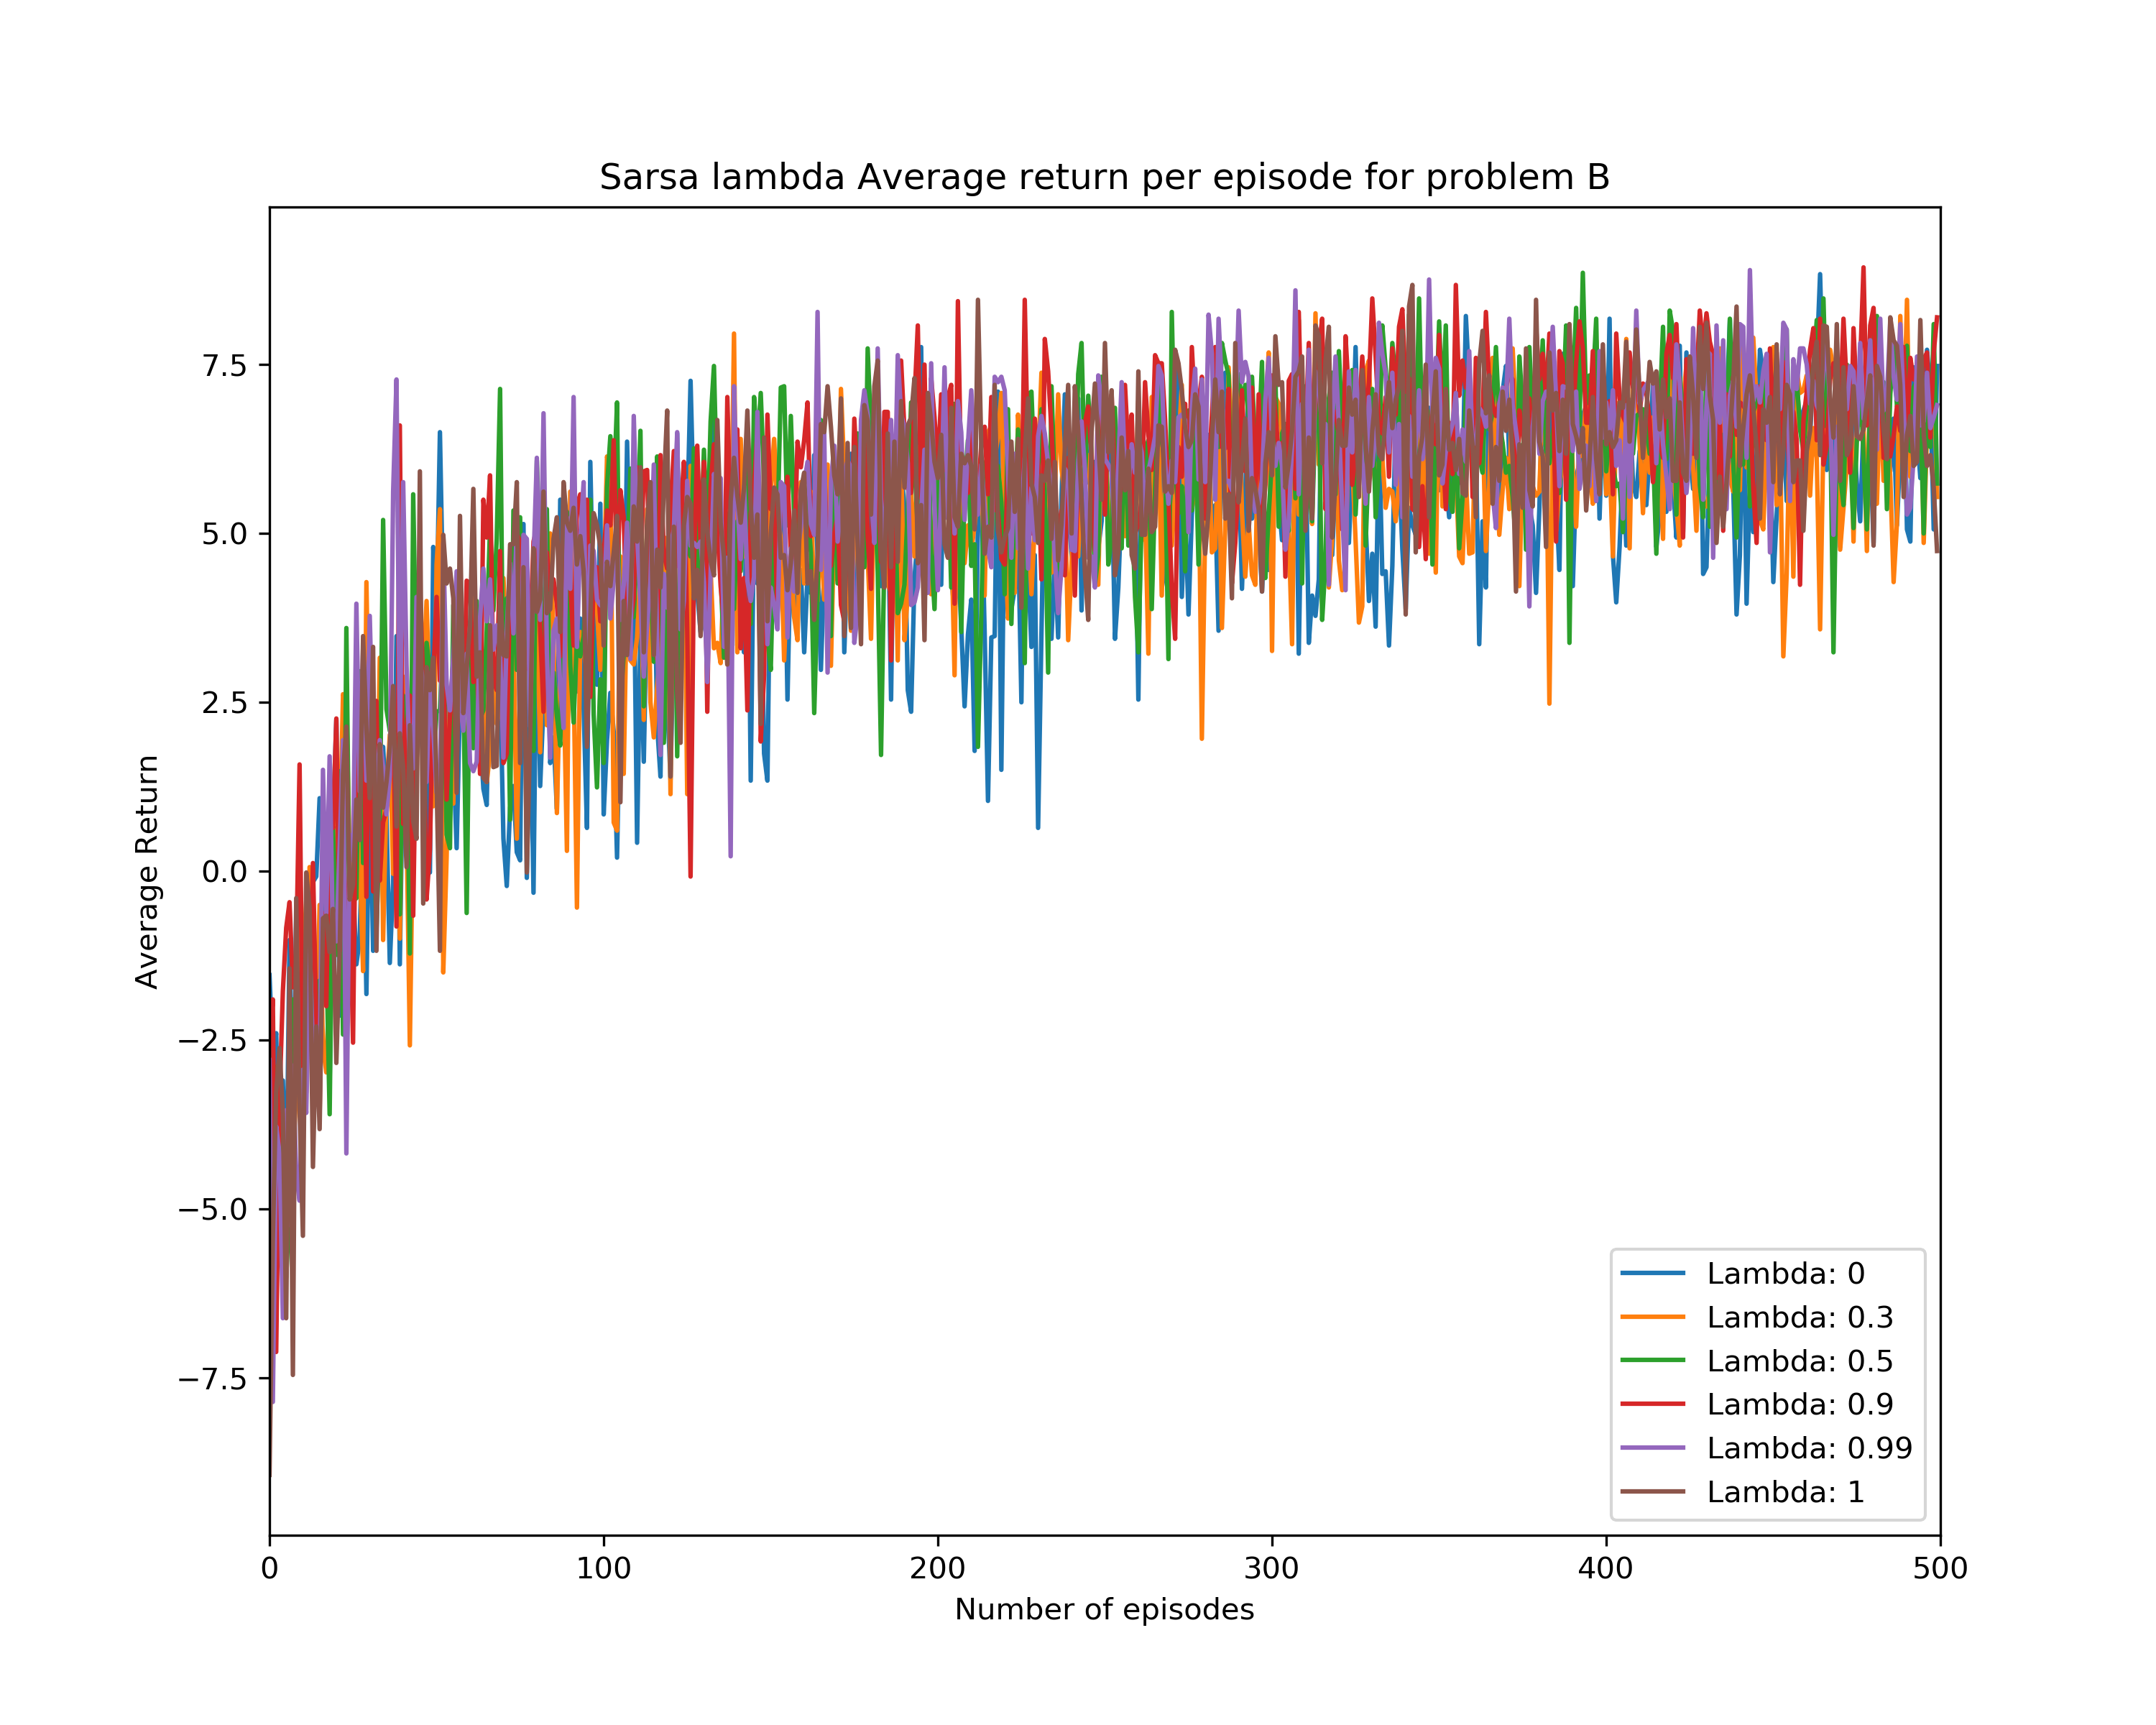 Sarsa lambda Average return per episode for problem B
Average Return
7.5
5.0
2.5
0.0
−2.5
−5.0
−7.5
0
100
200
300
400
500
Number of episodes
Lambda: 0
Lambda: 0.3
Lambda: 0.5
Lambda: 0.9
Lambda: 0.99
Lambda: 1